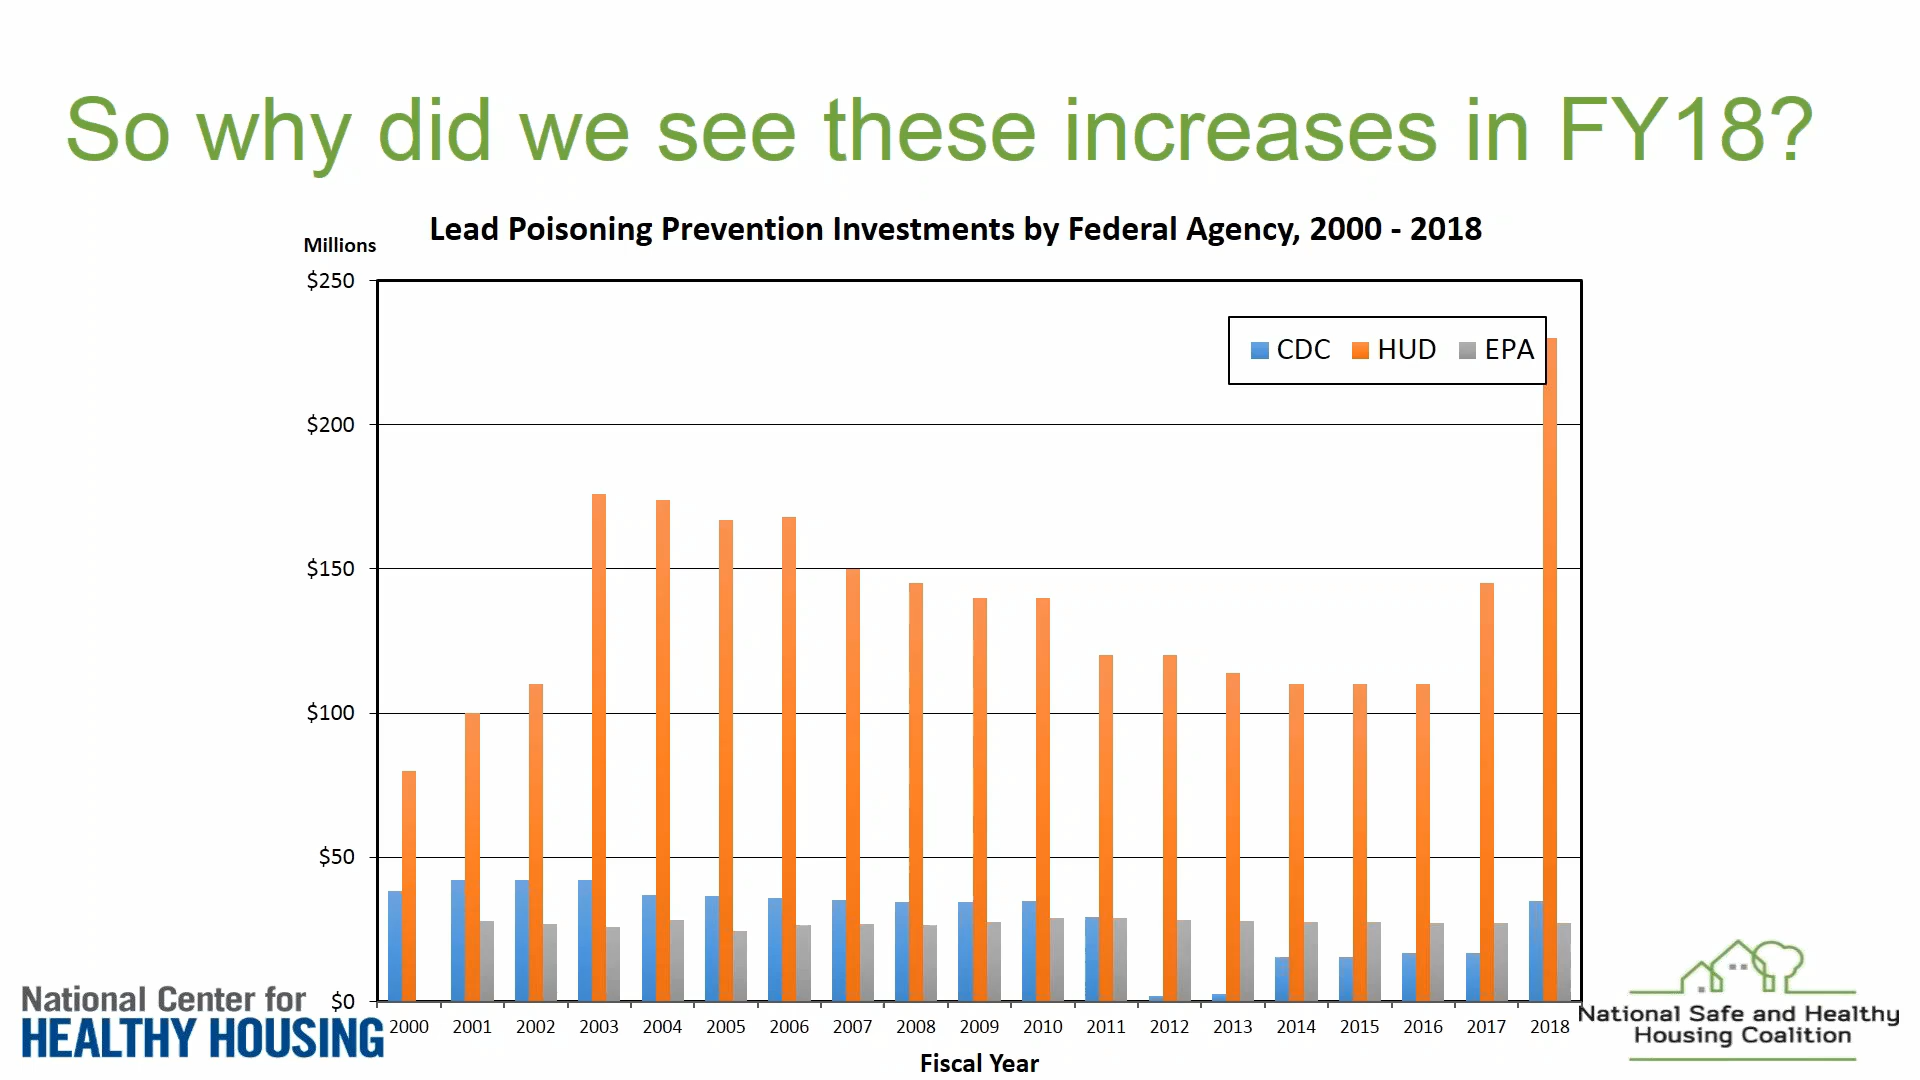 So why did we see these increases in FY18?
Lead Poisoning Prevention Investments by Federal Agency, 2000 - 2018
Millions
$250
$200
$150
$100
$50
$0
CDC HUD EPA
2000 2001 2002 2003 2004 2005 2006 2007 2008 2009 2010 2011 2012 2013 2014 2015 2016 2017 2018
Fiscal Year
National Center for
HEALTHY HOUSING
National Safe and Healthy
Housing Coalition